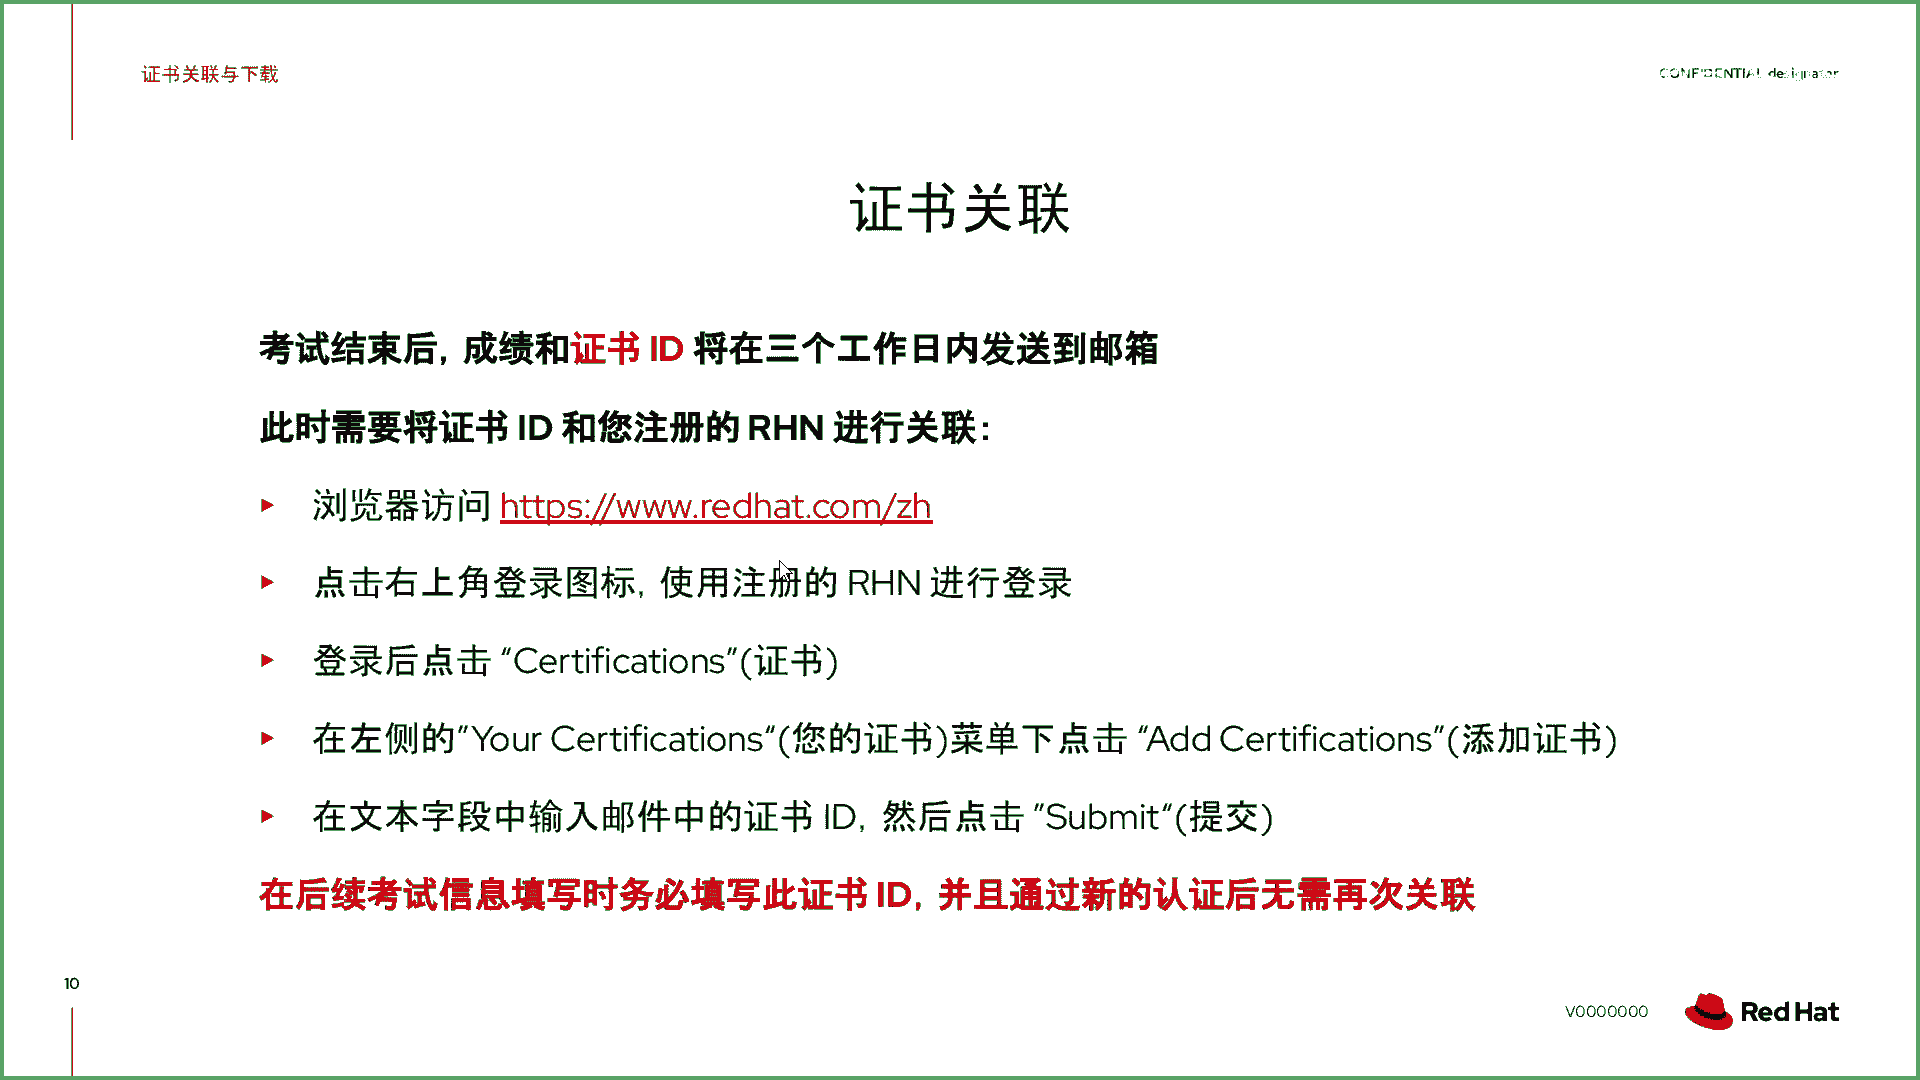 证书关联与下载
CONFIDENTIAL designator
证书关联
考试结束后，成绩和证书 ID 将在三个工作日内发送到邮箱
此时需要将证书 ID 和您注册的 RHN 进行关联：
▸ 浏览器访问 https://www.redhat.com/zh
▸ 点击右上角登录图标，使用注册的 RHN 进行登录
▸ 登录后点击 “Certifications”(证书)
▸ 在左侧的”Your Certifications“(您的证书)菜单下点击 “Add Certifications”(添加证书)
▸ 在文本字段中输入邮件中的证书 ID，然后点击 ”Submit“(提交)
在后续考试信息填写时务必填写此证书 ID，并且通过新的认证后无需再次关联
10
V0000000
Red Hat